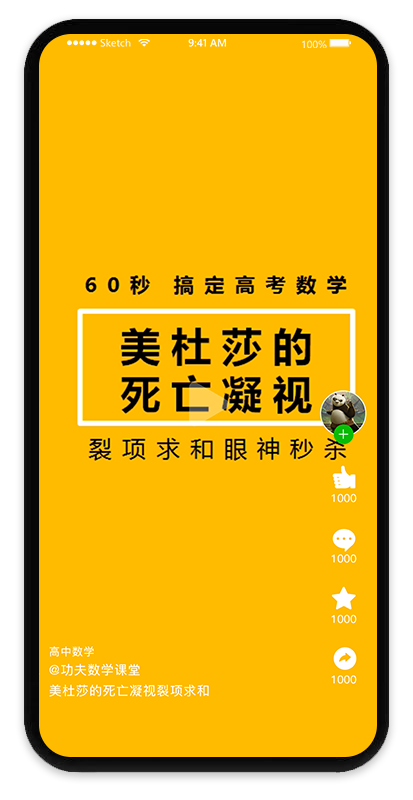 Sketch 9:41 AM 100%
60秒 搞定高考数学
美杜莎的
死亡凝视
裂项求和眼神秒杀
1000
1000
1000
1000
高中数学
@功夫数学课堂
美杜莎的死亡凝视裂项求和